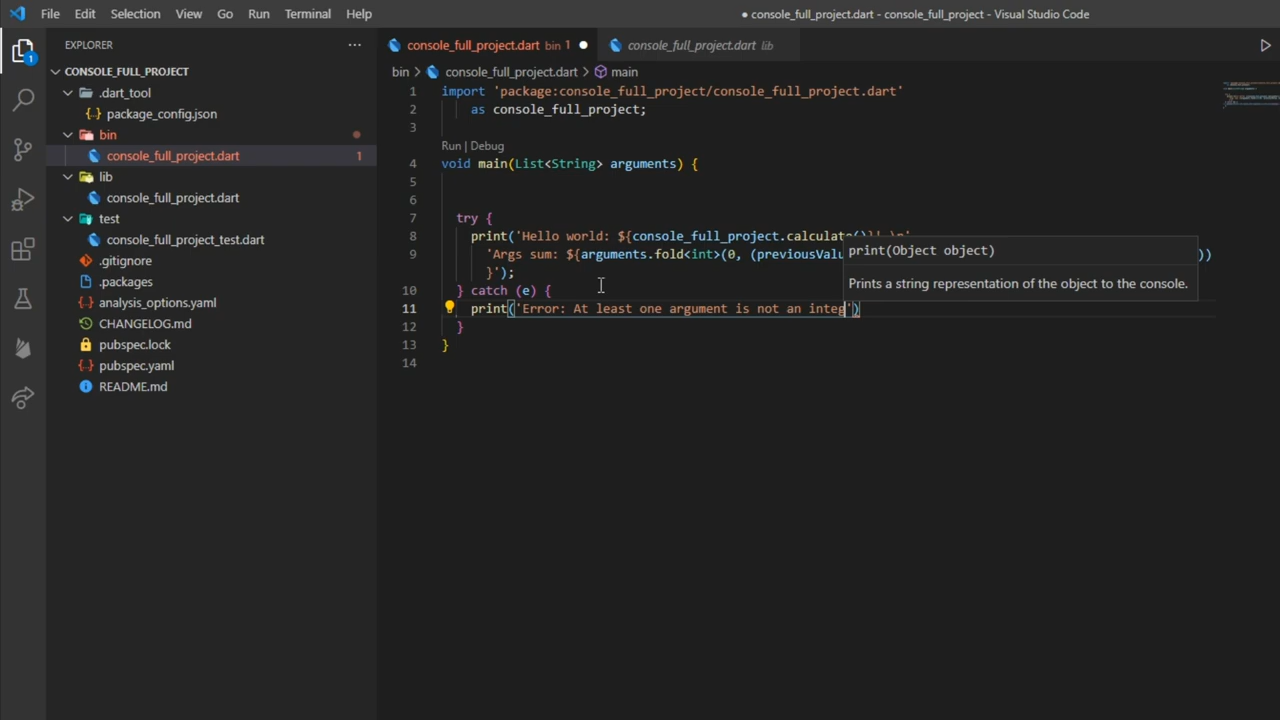 File Edit Selection View Go Run Terminal Help
● console_full_project.dart - console_full_project - Visual Studio Code
1
EXPLORER
CONSOLE_FULL_PROJECT
.dart_tool
package_config.json
bin
console_full_project.dart 1
lib
console_full_project.dart
test
console_full_project_test.dart
.gitignore
.packages
analysis_options.yaml
CHANGELOG.md
pubspec.lock
pubspec.yaml
README.md
console_full_project.dart bin 1 ●
console_full_project.dart lib
bin > console_full_project.dart > main
1 import 'package:console_full_project/console_full_project.dart'
2 as console_full_project;
3
Run | Debug
4 void main(List<String> arguments) {
5
6
7 try {
8 print('Hello world: ${console_full_project.calculate()}!
9 'Args sum: ${arguments.fold<int>(0, (previousValu ))
}');
10 } catch (e) {
11 print('Error: At least one argument is not an integ')
12 }
13 }
14
print(Object object)
Prints a string representation of the object to the console.